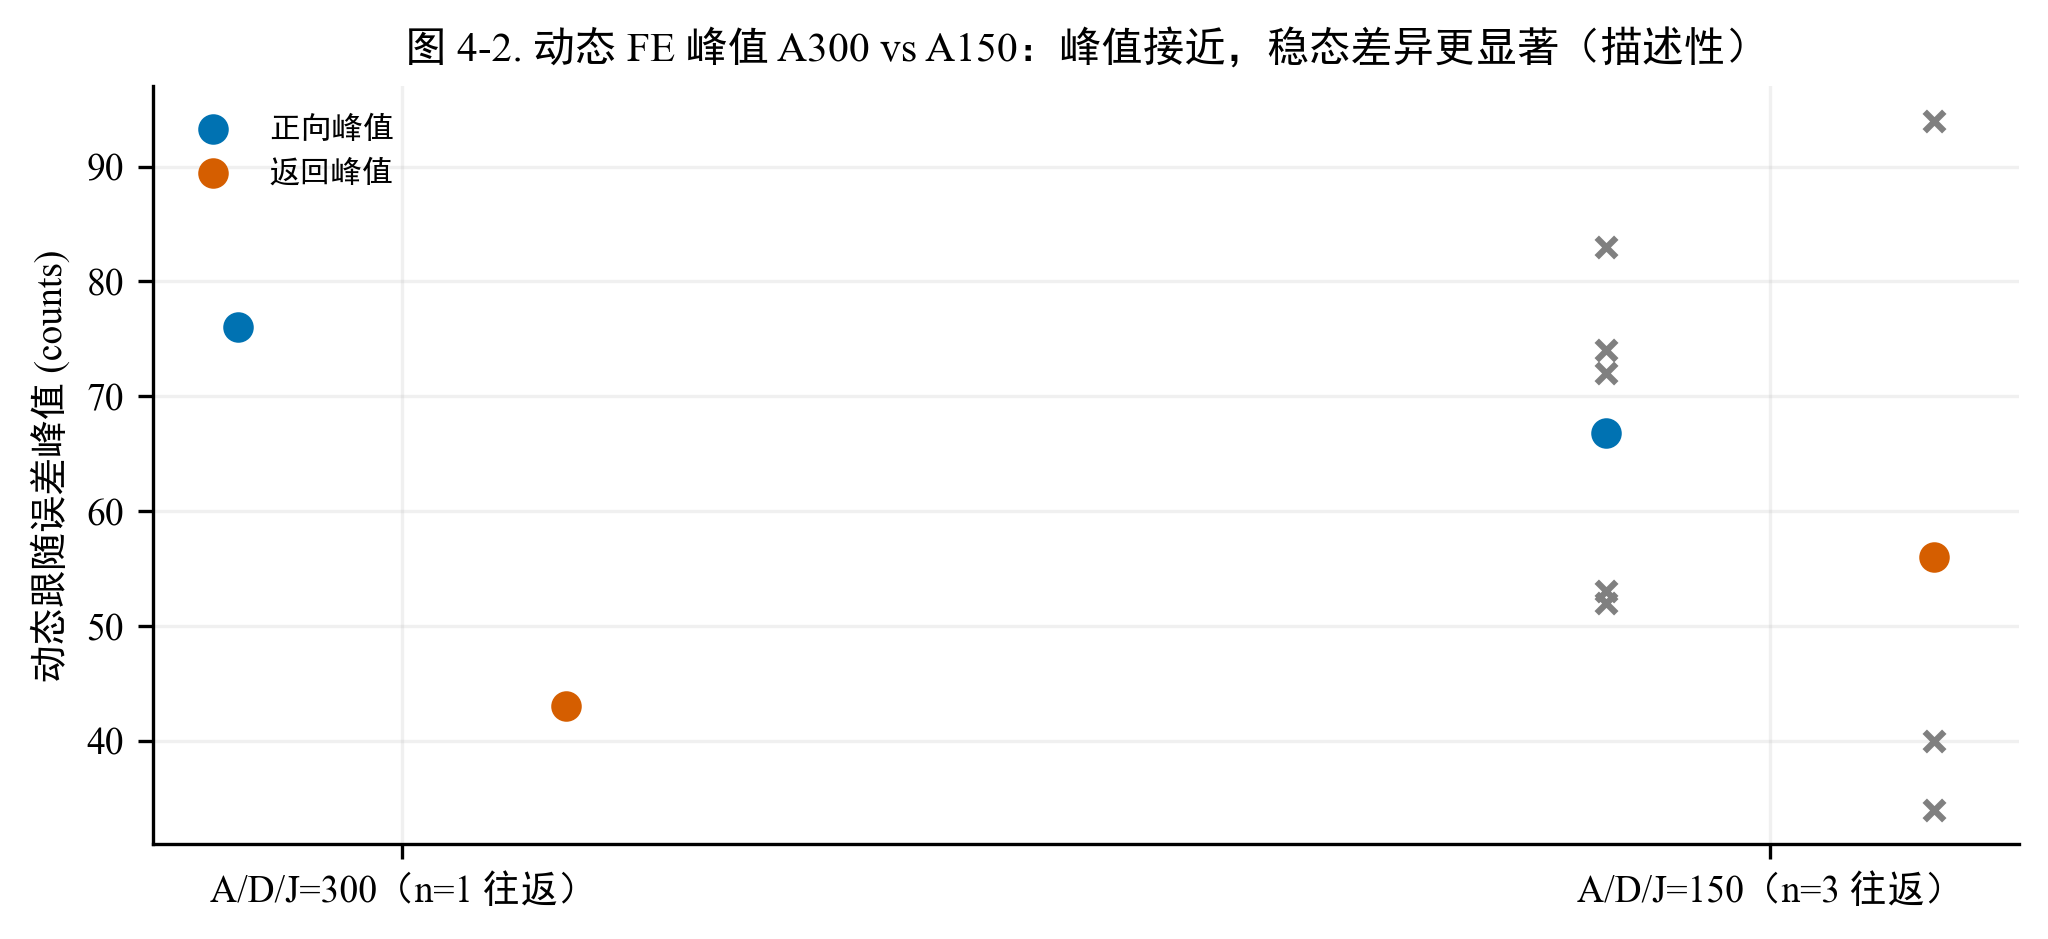 图 4-2. 动态 FE 峰值 A300 vs A150：峰值接近，稳态差异更显著（描述性）
正向峰值
返回峰值
动态跟随误差峰值 (counts)
90
80
70
60
50
40
A/D/J=300（n=1 往返）
A/D/J=150（n=3 往返）